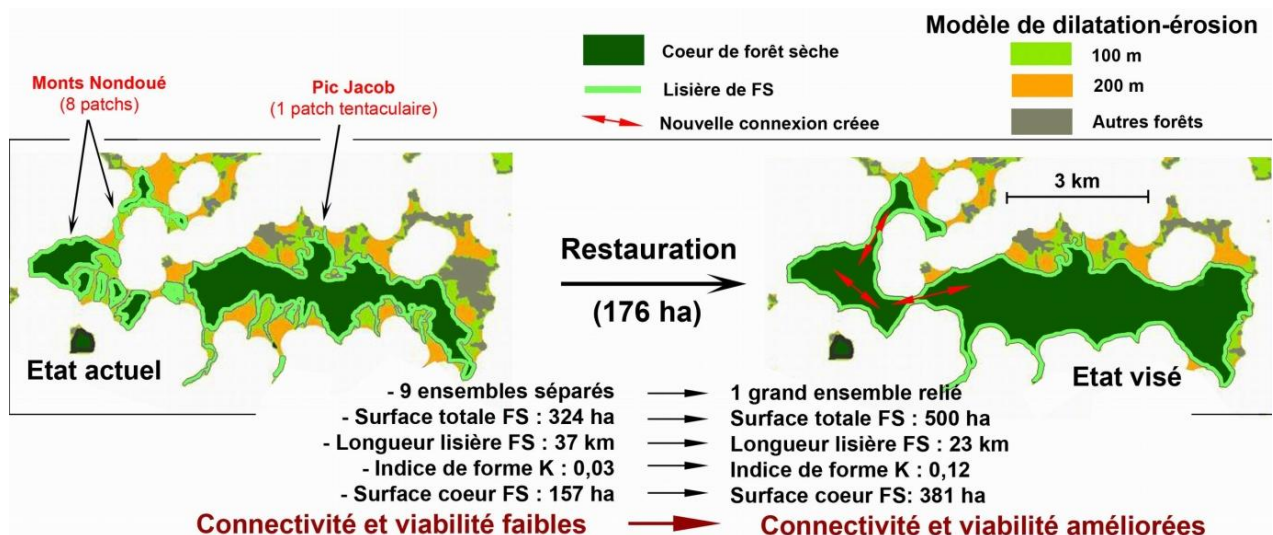 Modèle de dilatation-érosion
Coeur de forêt sèche
100 m
Monts Nondoué
(8 patchs)
Pic Jacob
(1 patch tentaculaire)
Lisière de FS
200 m
Nouvelle connexion créee
Autres forêts
3 km
Restauration
(176 ha)
Etat actuel
Etat visé
- 9 ensembles séparés
1 grand ensemble relié
- Surface totale FS : 324 ha
Surface totale FS : 500 ha
- Longueur lisière FS : 37 km
Longueur lisière FS : 23 km
- Indice de forme K : 0,03
Indice de forme K : 0,12
- Surface coeur FS : 157 ha
Surface coeur FS: 381 ha
Connectivité et viabilité faibles
Connectivité et viabilité améliorées